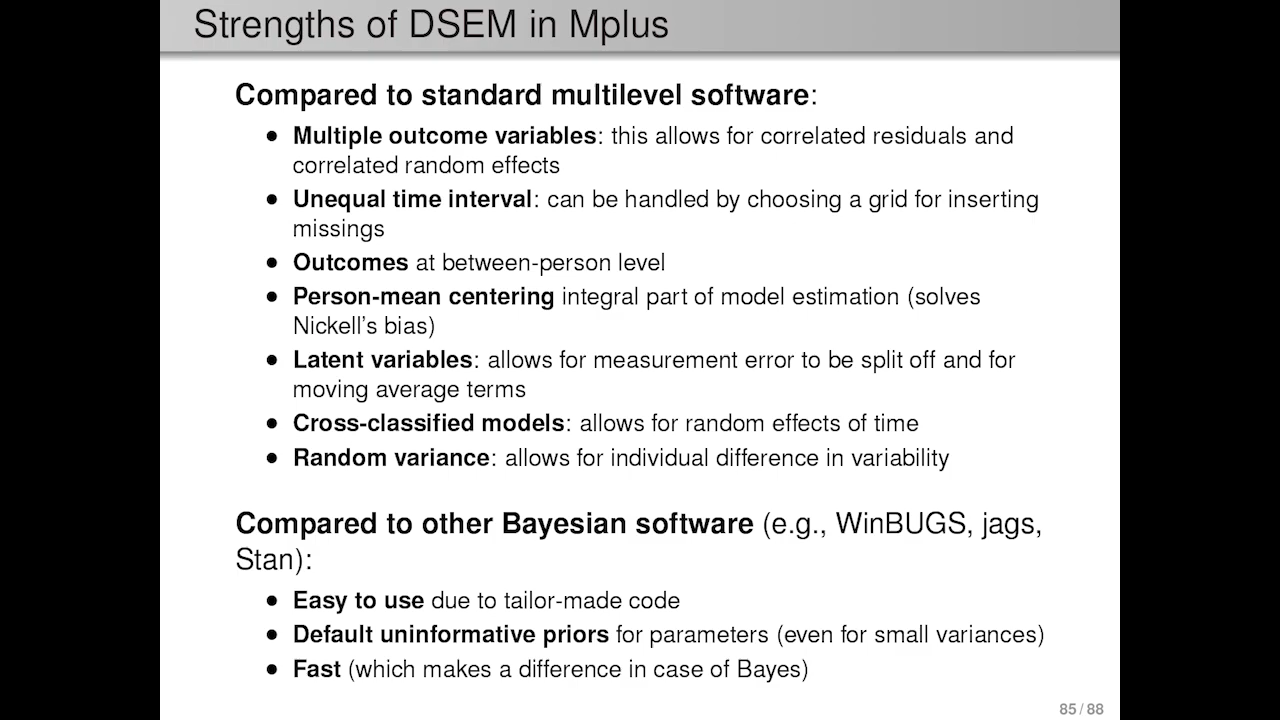 Strengths of DSEM in Mplus
Compared to standard multilevel software:
• Multiple outcome variables: this allows for correlated residuals and
correlated random effects
• Unequal time interval: can be handled by choosing a grid for inserting
missings
• Outcomes at between-person level
• Person-mean centering integral part of model estimation (solves
Nickell's bias)
• Latent variables: allows for measurement error to be split off and for
moving average terms
• Cross-classified models: allows for random effects of time
• Random variance: allows for individual difference in variability
Compared to other Bayesian software (e.g., WinBUGS, jags,
Stan):
• Easy to use due to tailor-made code
• Default uninformative priors for parameters (even for small variances)
• Fast (which makes a difference in case of Bayes)
85 / 88